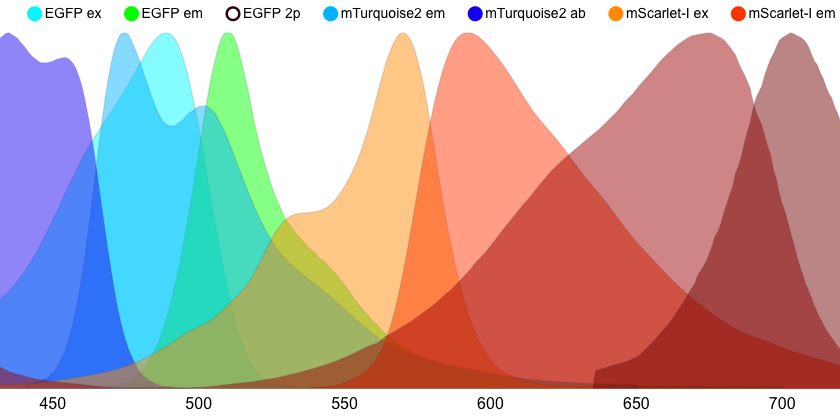 EGFP ex EGFP em EGFP 2p mTurquoise2 em mTurquoise2 ab mScarlet-I ex mScarlet-I em
450 500 550 600 650 700